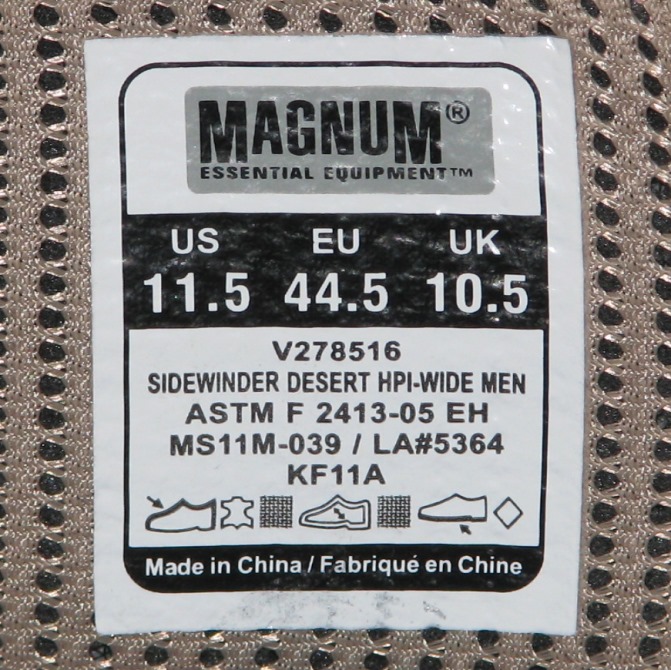 MAGNUM®
ESSENTIAL EQUIPMENT™
US EU UK
11.5 44.5 10.5
V278516
SIDEWINDER DESERT HPI-WIDE MEN
ASTM F 2413-05 EH
MS11M-039 / LA#5364
KF11A
Made in China / Fabriqué en Chine